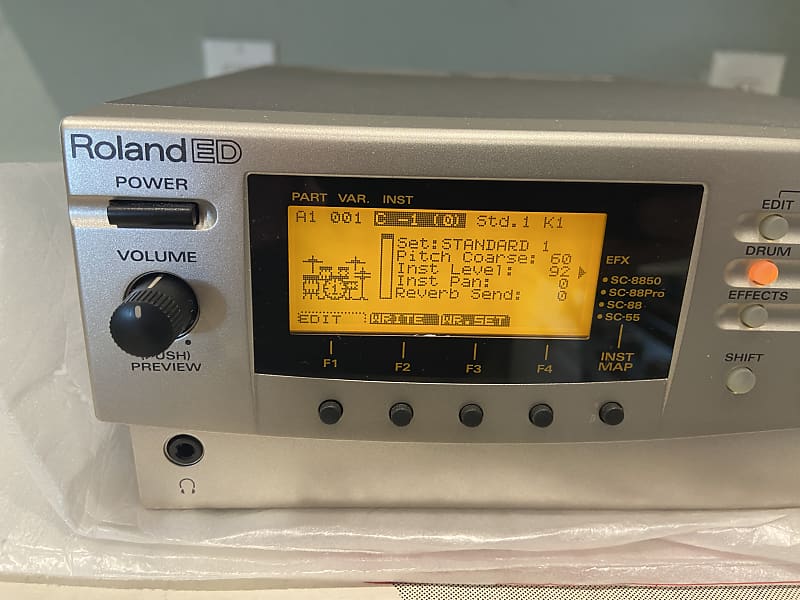 Roland ED
POWER
VOLUME
(PUSH)
PREVIEW
PART VAR. INST
A1 001 C -1 (0) Std.1 K1
Set:STANDARD 1
Pitch Coarse: 60
Inst Level: 92
Inst Pan: 0
Reverb Send: 0
EDIT WRITE WR.SET
F1 F2 F3 F4
EFX
SC-8850
SC-88Pro
SC-88
SC-55
INST
MAP
EDIT
DRUM
EFFECTS
SHIFT